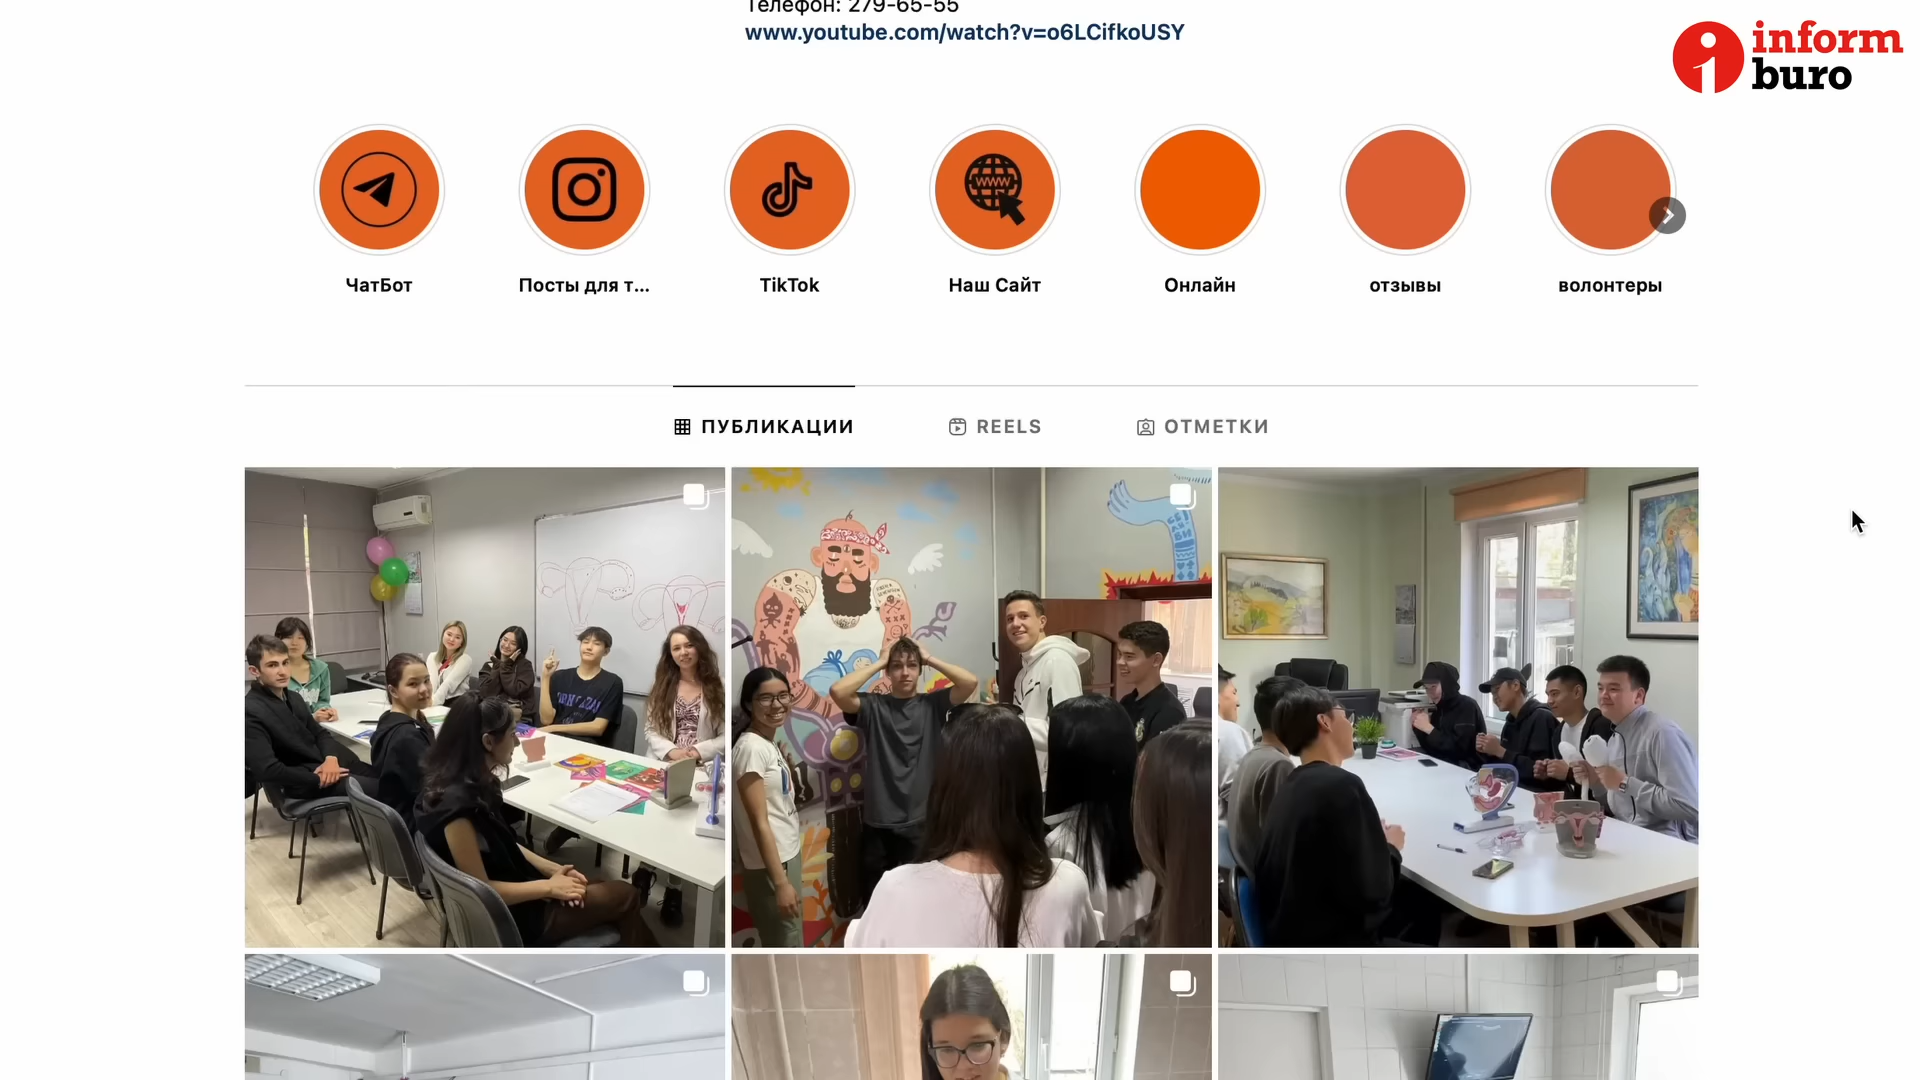 Телефон: 279-65-55
www.youtube.com/watch?v=o6LCifkoUSY
inform
buro
www
ЧатБот
Посты для т...
TikTok
Наш Сайт
Онлайн
отзывы
волонтеры
ПУБЛИКАЦИИ
REELS
ОТМЕТКИ